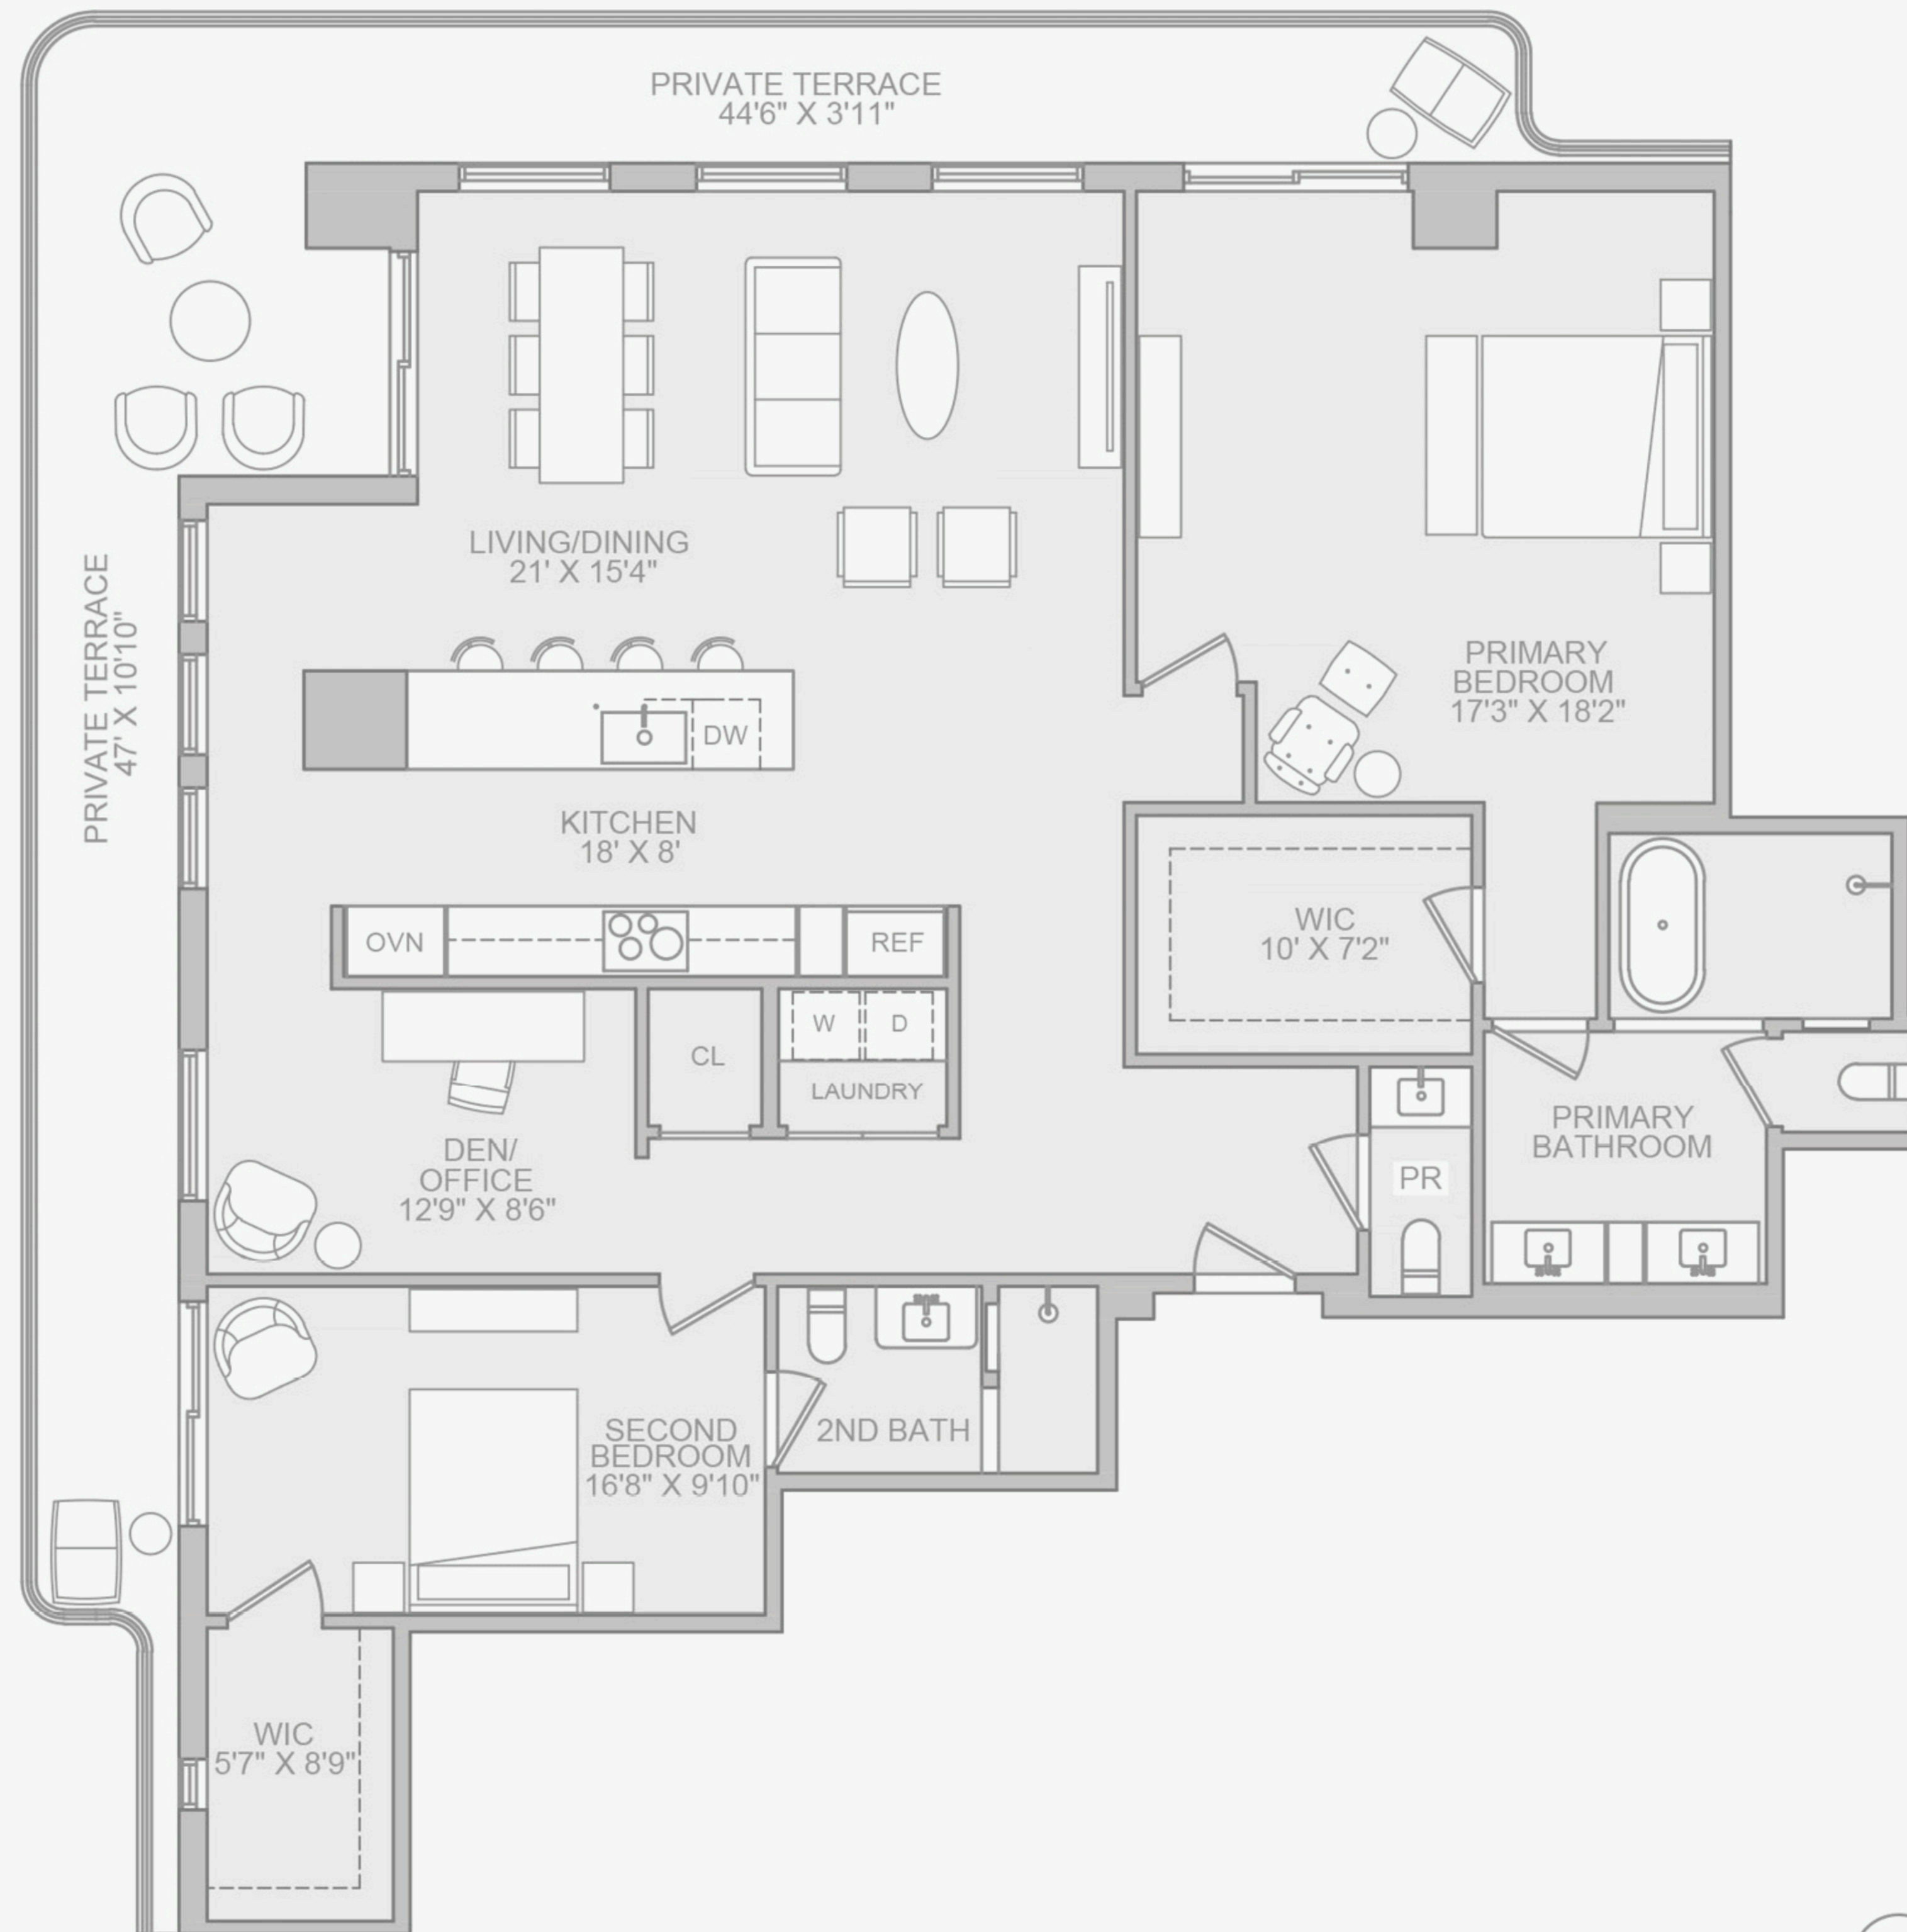 PRIVATE TERRACE
44'6" X 3'11"
PRIVATE TERRACE
47' X 10'10"
LIVING/DINING
21' X 15'4"
PRIMARY
BEDROOM
17'3" X 18'2"
DW
KITCHEN
18' X 8'
OVN
REF
WIC
10' X 7'2"
W
D
CL
LAUNDRY
DEN/
OFFICE
12'9" X 8'6"
PR
PRIMARY
BATHROOM
SECOND
BEDROOM
16'8" X 9'10"
2ND BATH
WIC
5'7" X 8'9"